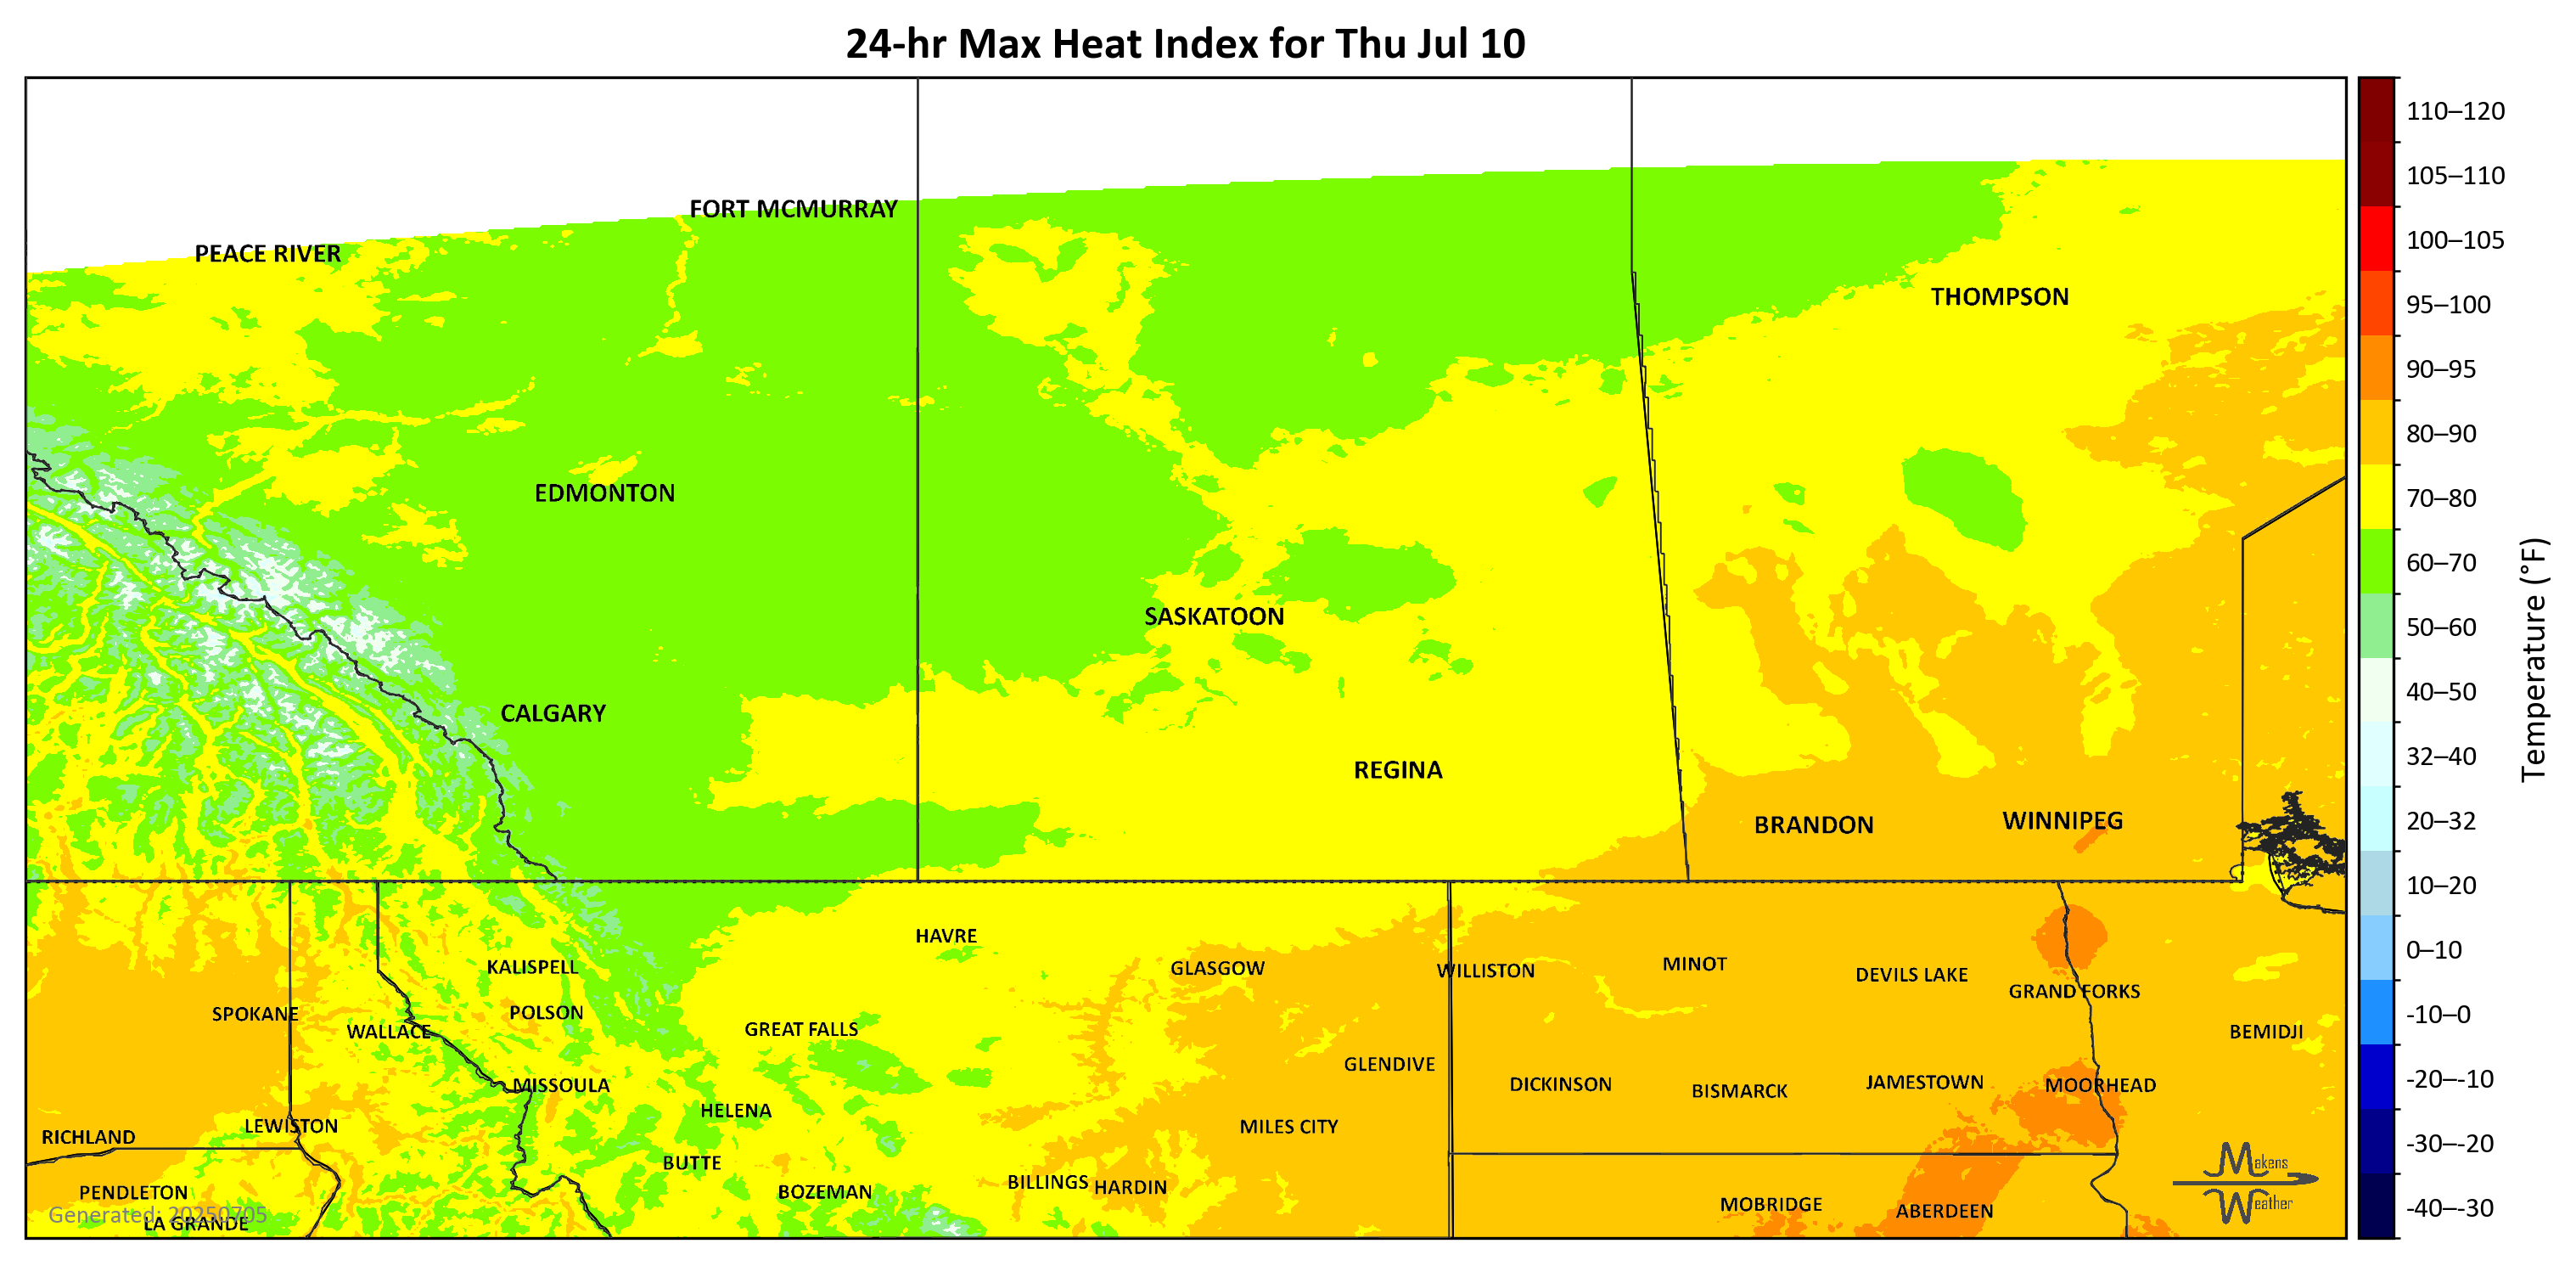 24-hr Max Heat Index for Thu Jul 10
110–120
105–110
FORT MCMURRAY
PEACE RIVER
100–105
THOMPSON
95–100
90–95
80–90
EDMONTON
70–80
60–70
SASKATOON
50–60
40–50
CALGARY
Temperature (°F)
32–40
REGINA
BRANDON
WINNIPEG
20–32
10–20
HAVRE
0–10
KALISPELL
GLASGOW
WILLISTON
MINOT
DEVILS LAKE
GRAND FORKS
SPOKANE
POLSON
-10–0
WALLACE
GREAT FALLS
BEMIDJI
GLENDIVE
MISSOULA
DICKINSON
BISMARCK
JAMESTOWN
MOORHEAD
-20–-10
HELENA
LEWISTON
MILES CITY
RICHLAND
-30–-20
BUTTE
Makens
Weather
PENDLETON
BOZEMAN
BILLINGS
HARDIN
MOBRIDGE
ABERDEEN
-40–-30
Generated: 20250705
LA GRANDE